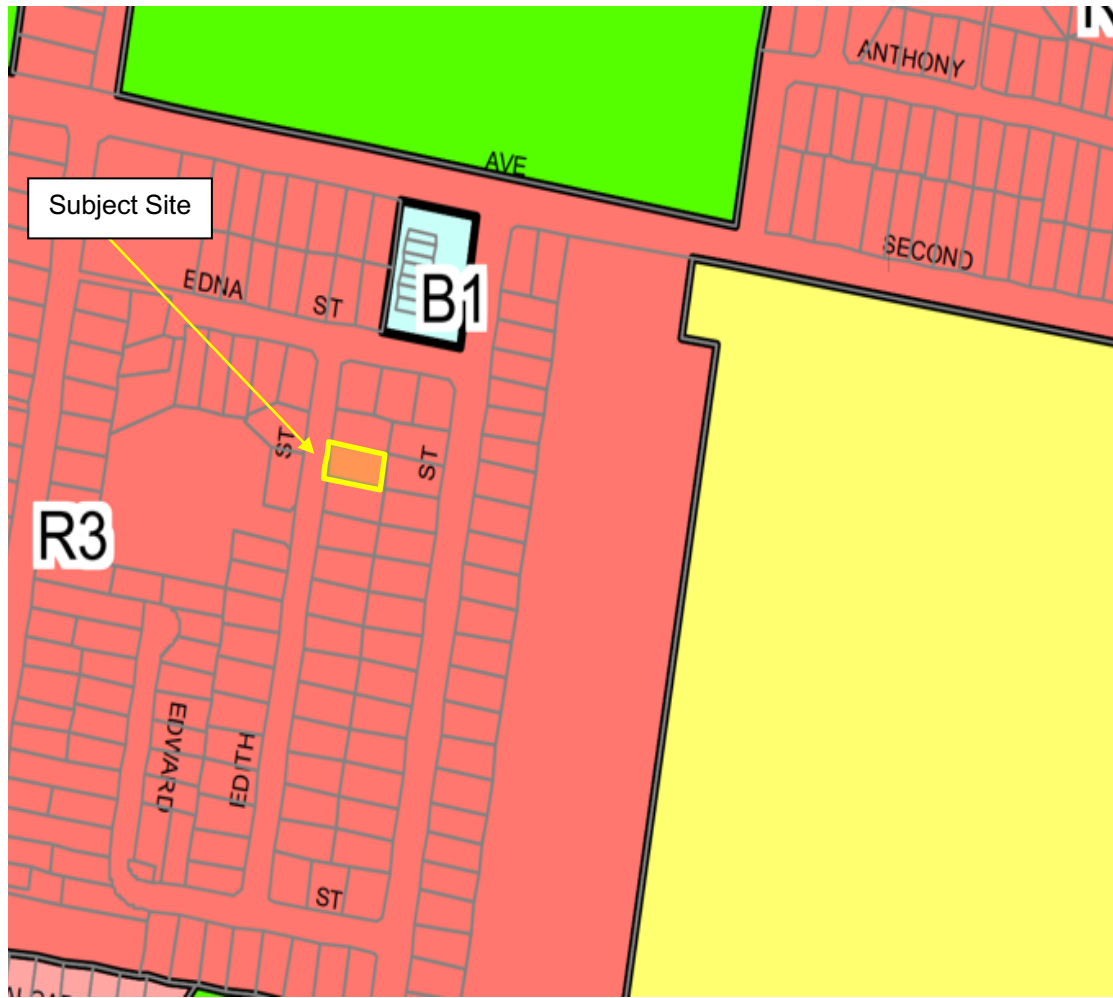 ANTHONY
AVE
Subject Site
SECOND
EDNA
ST
B1
ST
ST
R3
EDWARD
EDITH
ST